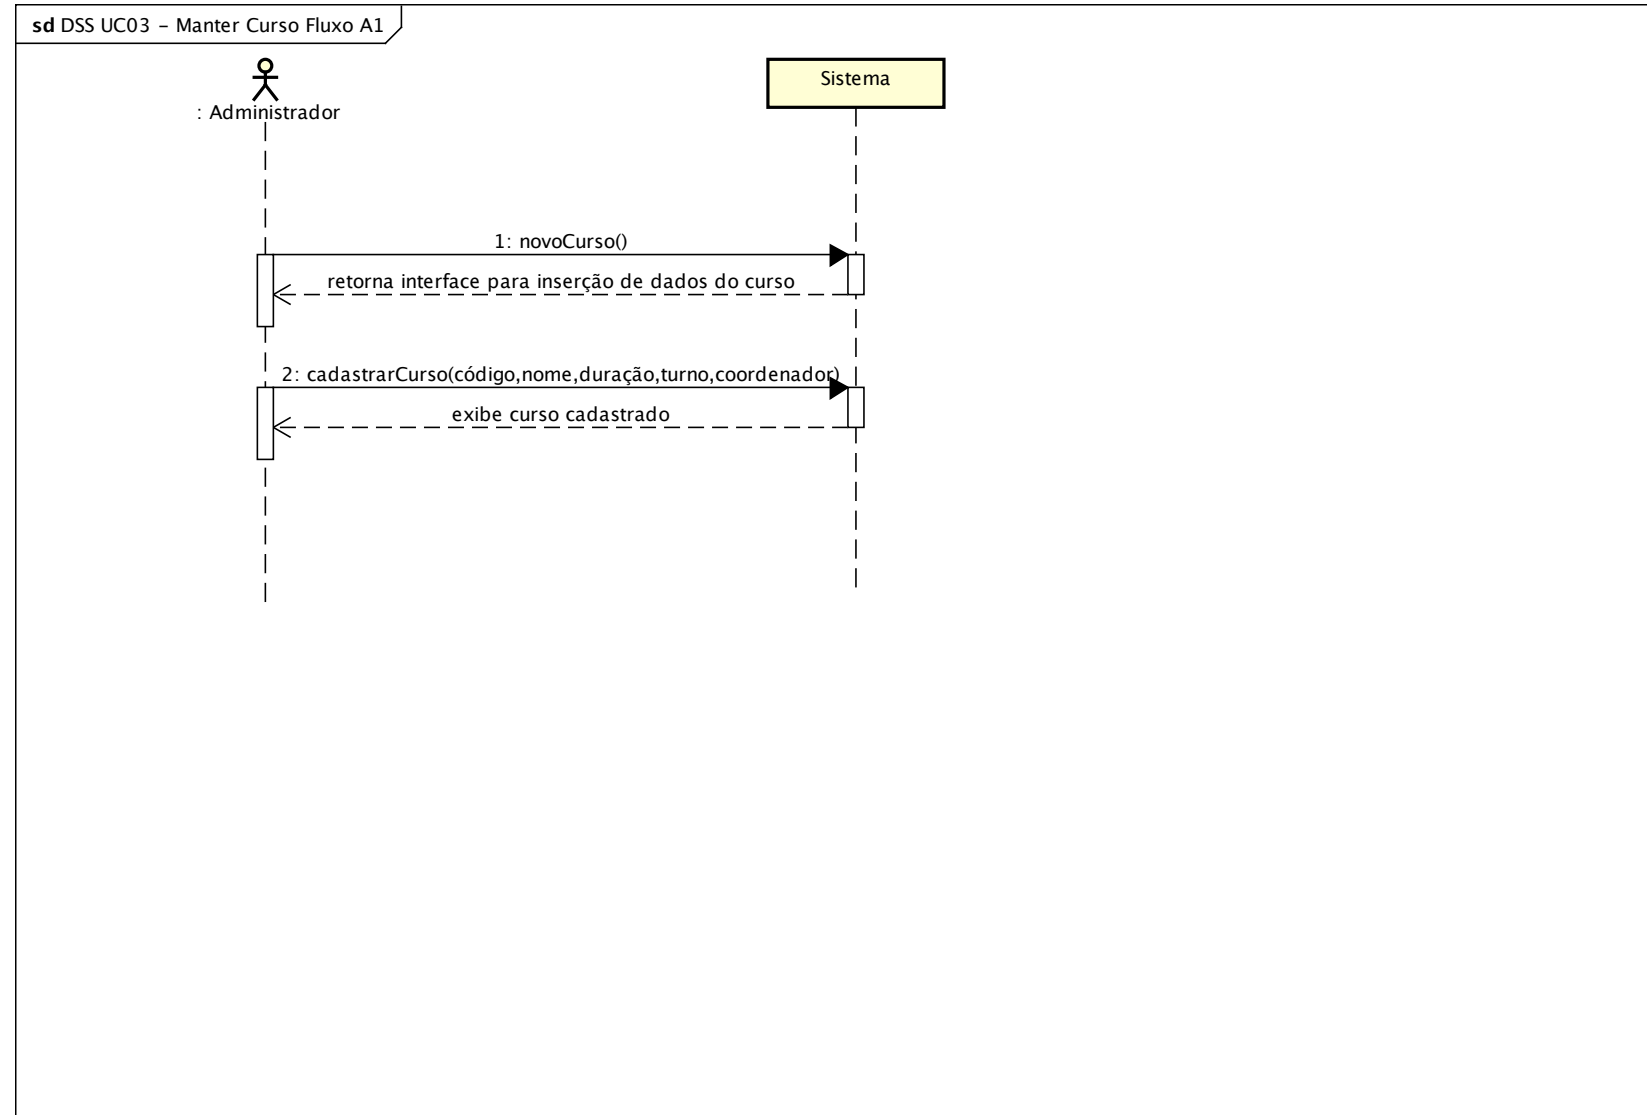 sd DSS UC03 - Manter Curso Fluxo A1
: Administrador
Sistema
1: novoCurso()
retorna interface para inserção de dados do curso
2: cadastrarCurso(código,nome,duração,turno,coordenador)
exibe curso cadastrado